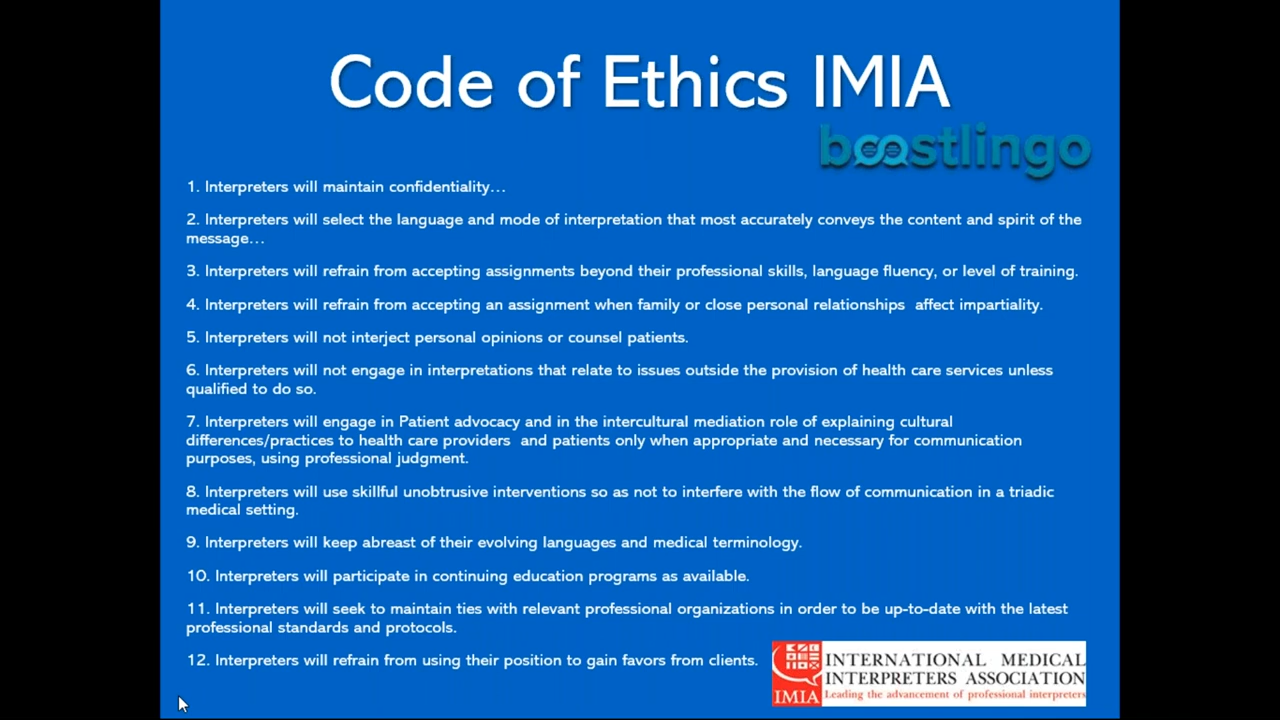 Code of Ethics IMIA
boostlingo
1. Interpreters will maintain confidentiality…
2. Interpreters will select the language and mode of interpretation that most accurately conveys the content and spirit of the
message…
3. Interpreters will refrain from accepting assignments beyond their professional skills, language fluency, or level of training.
4. Interpreters will refrain from accepting an assignment when family or close personal relationships  affect impartiality.
5. Interpreters will not interject personal opinions or counsel patients.
6. Interpreters will not engage in interpretations that relate to issues outside the provision of health care services unless
qualified to do so.
7. Interpreters will engage in Patient advocacy and in the intercultural mediation role of explaining cultural
differences/practices to health care providers  and patients only when appropriate and necessary for communication
purposes, using professional judgment.
8. Interpreters will use skillful unobtrusive interventions so as not to interfere with the flow of communication in a triadic
medical setting.
9. Interpreters will keep abreast of their evolving languages and medical terminology.
10. Interpreters will participate in continuing education programs as available.
11. Interpreters will seek to maintain ties with relevant professional organizations in order to be up-to-date with the latest
professional standards and protocols.
12. Interpreters will refrain from using their position to gain favors from clients.
IMIA
INTERNATIONAL MEDICAL
INTERPRETERS ASSOCIATION
Leading the advancement of professional interpreters